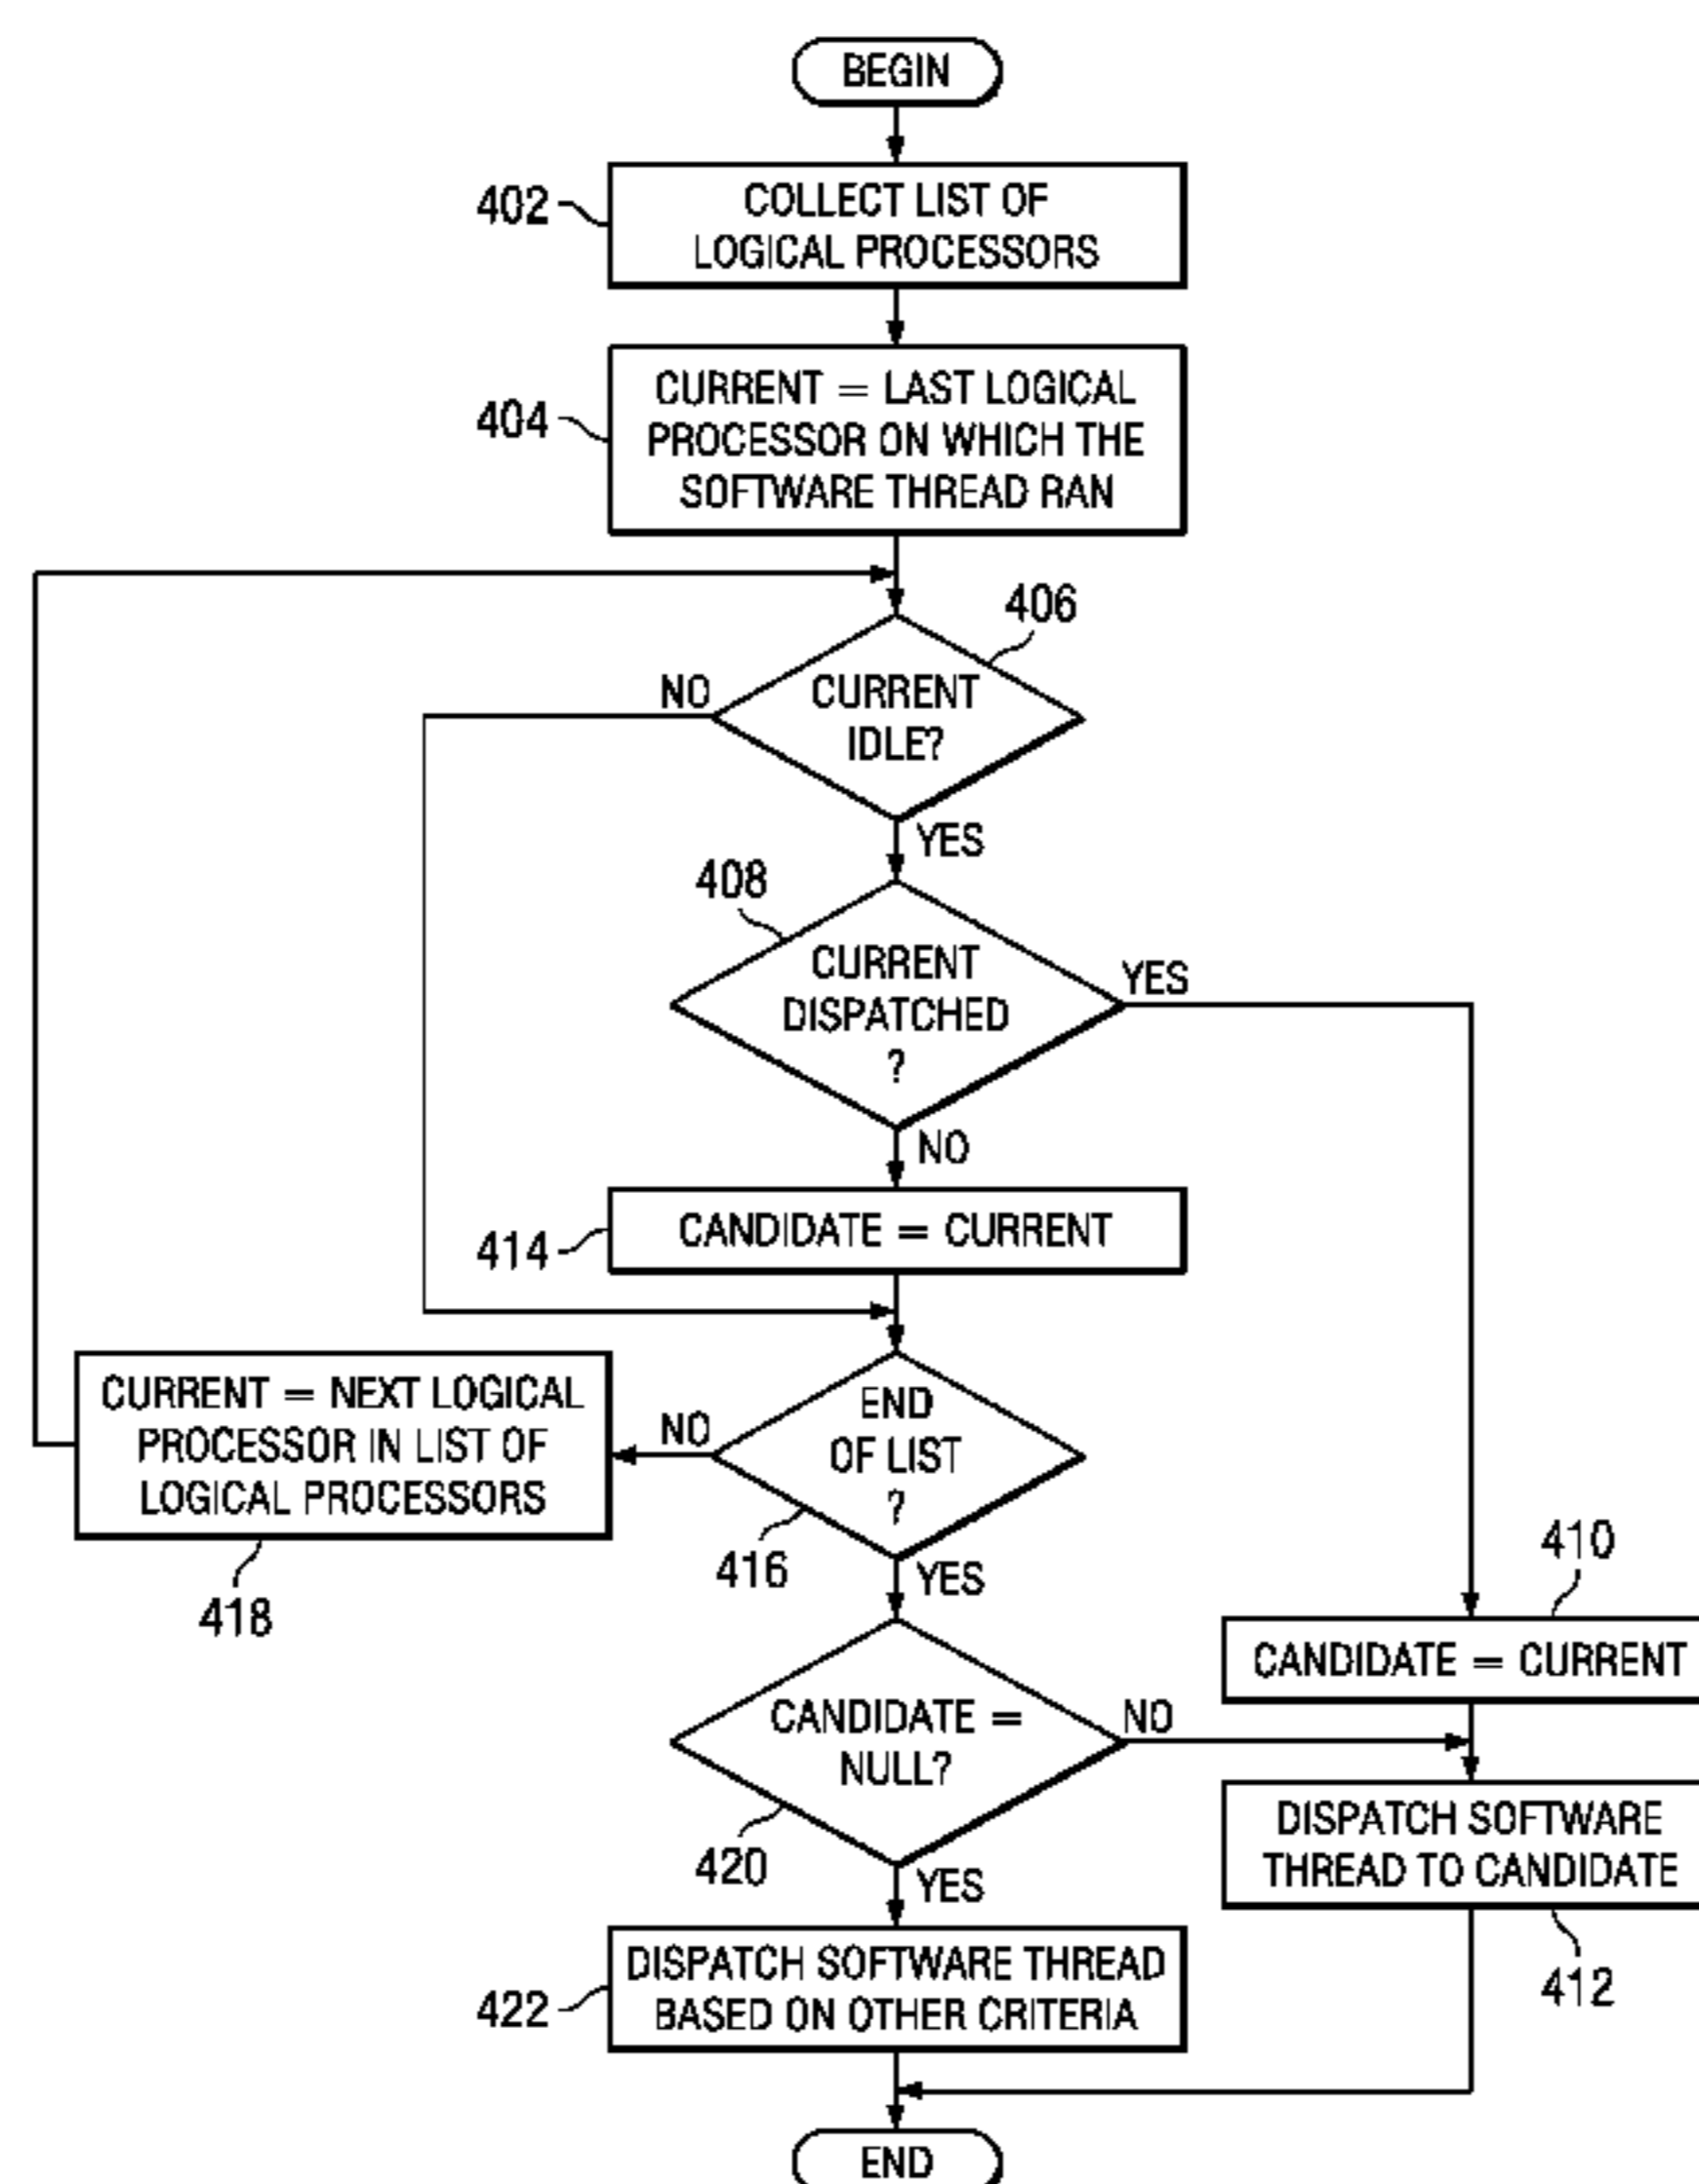 BEGIN
402
COLLECT LIST OF
LOGICAL PROCESSORS
404
CURRENT = LAST LOGICAL
PROCESSOR ON WHICH THE
SOFTWARE THREAD RAN
406
NO
CURRENT
IDLE?
YES
408
CURRENT
DISPATCHED
?
YES
NO
414
CANDIDATE = CURRENT
CURRENT = NEXT LOGICAL
PROCESSOR IN LIST OF
LOGICAL PROCESSORS
418
NO
END
OF LIST
?
416
YES
410
CANDIDATE = CURRENT
CANDIDATE =
NULL?
NO
420
YES
DISPATCH SOFTWARE
THREAD TO CANDIDATE
412
422
DISPATCH SOFTWARE THREAD
BASED ON OTHER CRITERIA
END